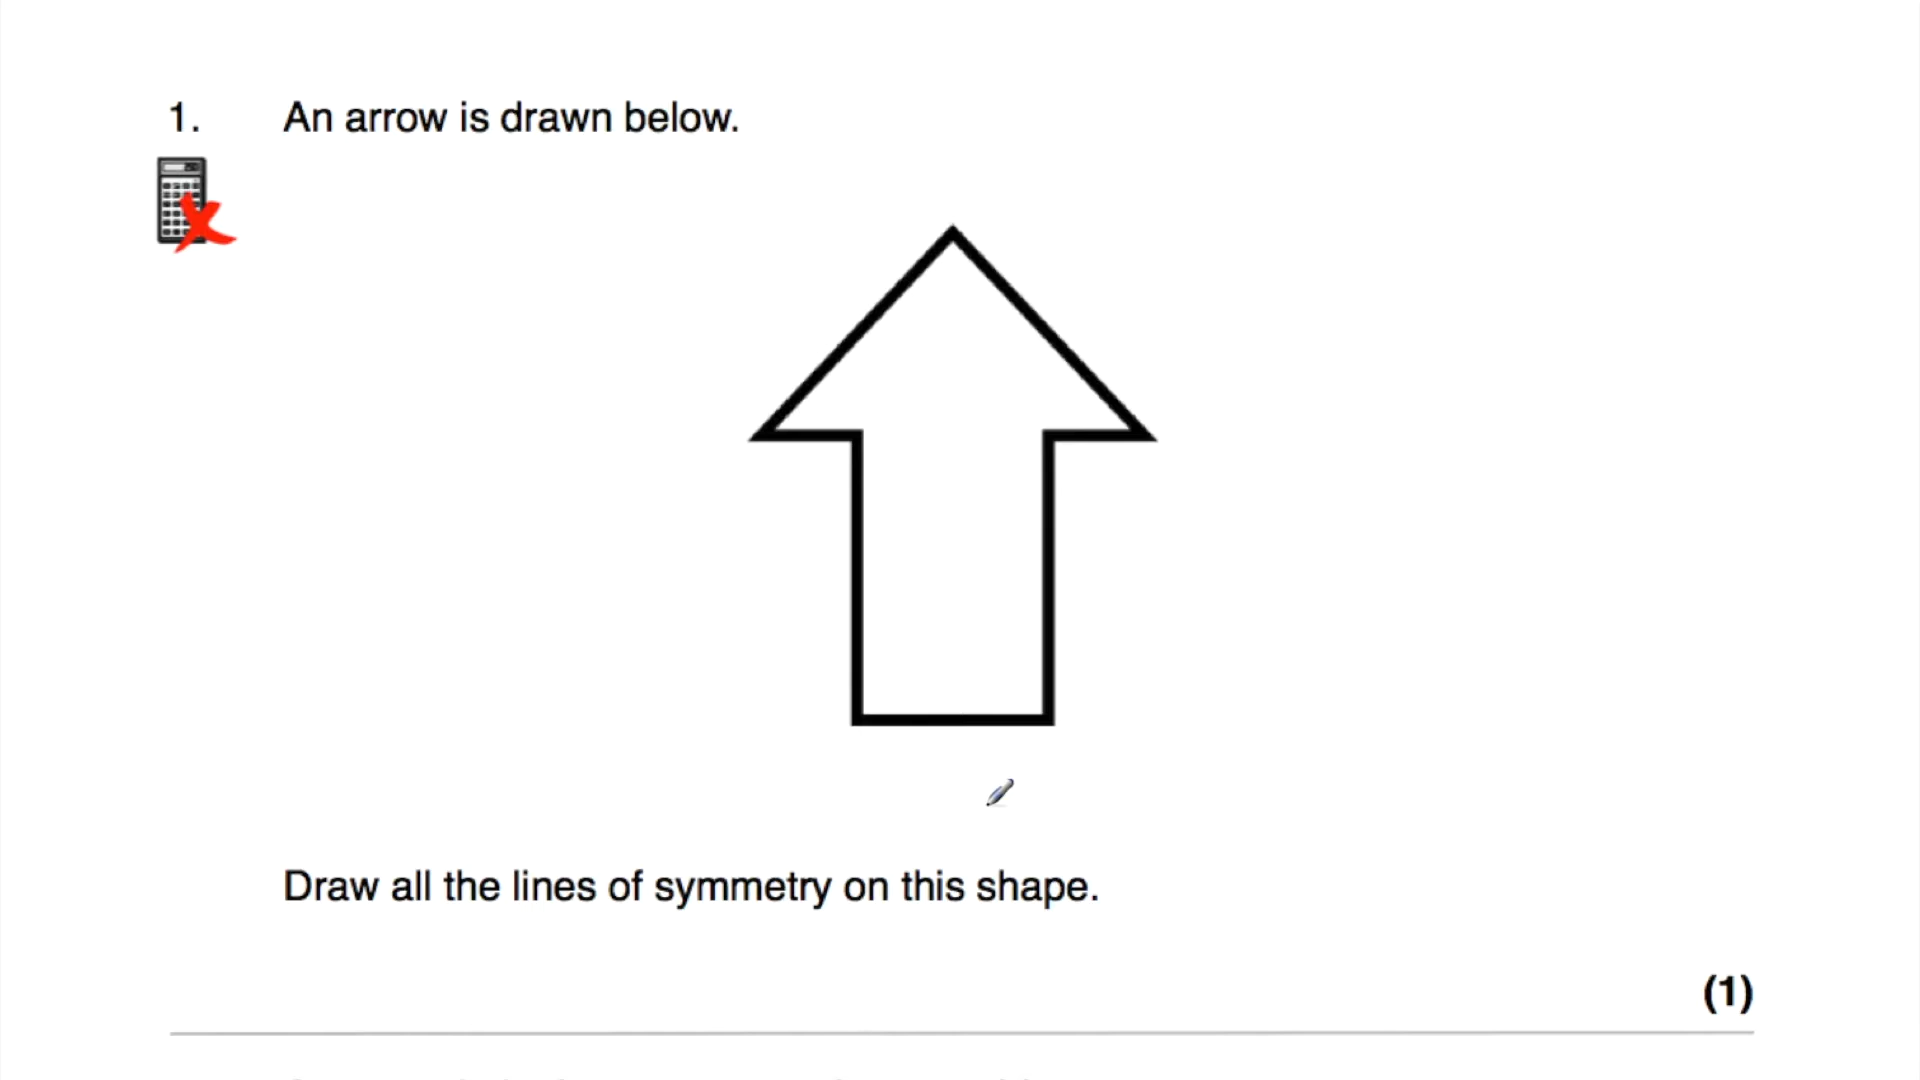 1. An arrow is drawn below.
Draw all the lines of symmetry on this shape.
(1)